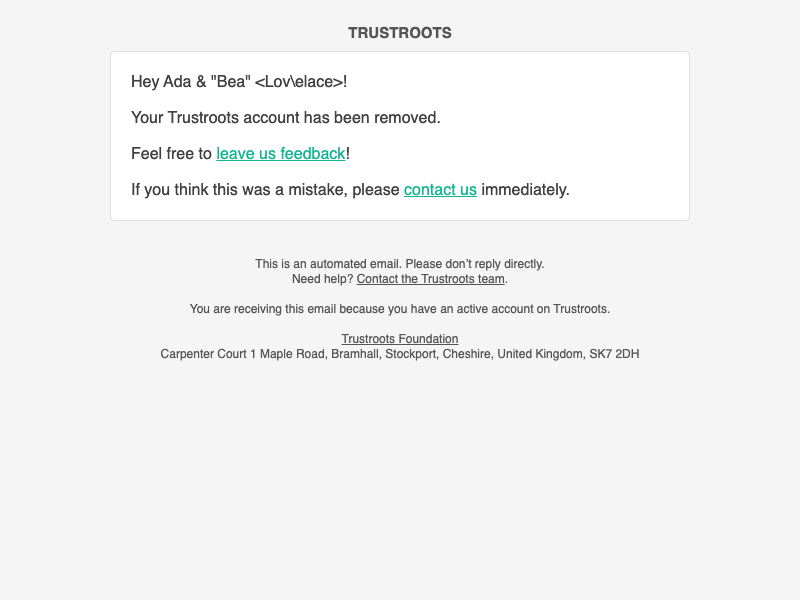 TRUSTROOTS
Hey Ada & "Bea" <Lov\elace>!
Your Trustroots account has been removed.
Feel free to leave us feedback!
If you think this was a mistake, please contact us immediately.
This is an automated email. Please don’t reply directly.
Need help? Contact the Trustroots team.
You are receiving this email because you have an active account on Trustroots.
Trustroots Foundation
Carpenter Court 1 Maple Road, Bramhall, Stockport, Cheshire, United Kingdom, SK7 2DH